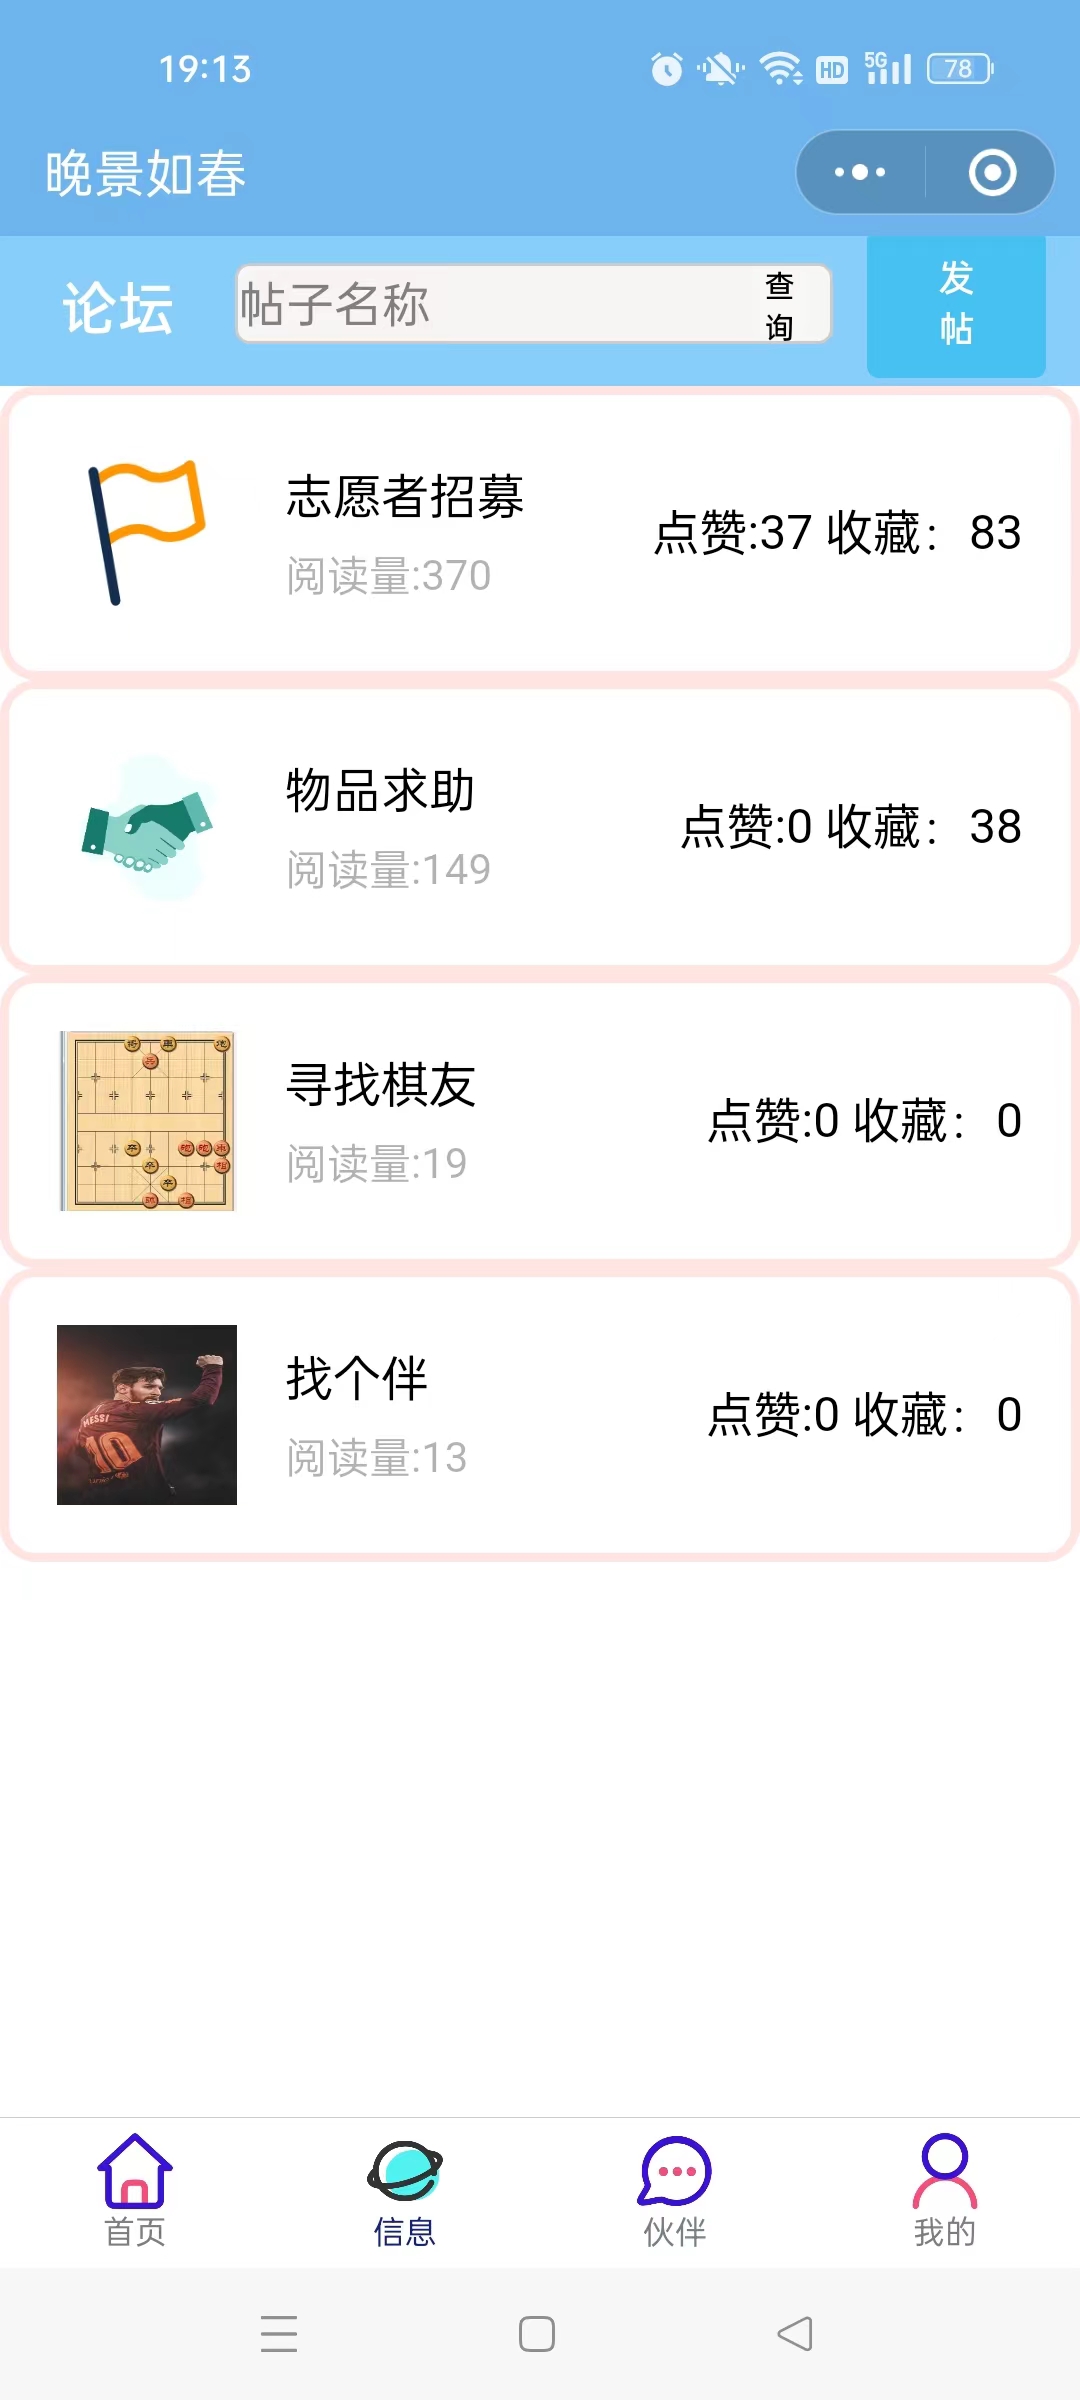 19:13
HD 5G 78
晚景如春
论坛
帖子名称
查
询
发
帖
志愿者招募
阅读量:370
点赞:37 收藏：83
物品求助
阅读量:149
点赞:0 收藏：38
寻找棋友
阅读量:19
点赞:0 收藏：0
MESSI
10
找个伴
阅读量:13
点赞:0 收藏：0
首页
信息
伙伴
我的